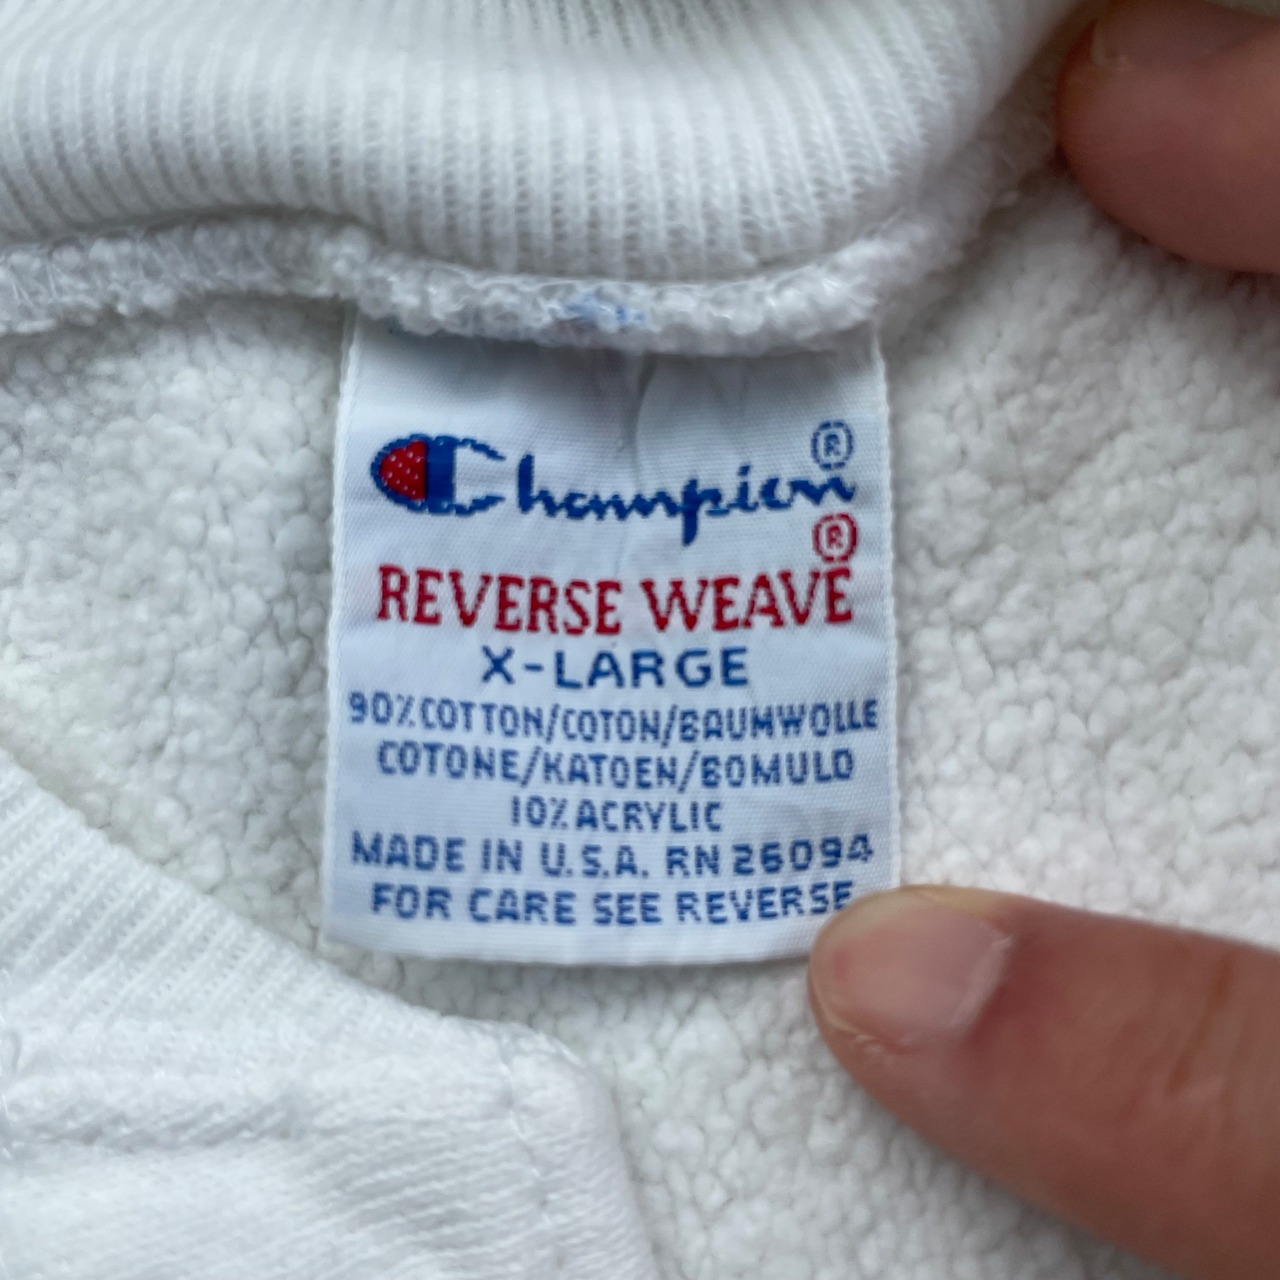 Champion®
REVERSE WEAVE®
X-LARGE
90% COTTON/COTON/BAUMWOLLE
COTONE/KATOEN/BOMULD
10% ACRYLIC
MADE IN U.S.A. RN 26094
FOR CARE SEE REVERSE